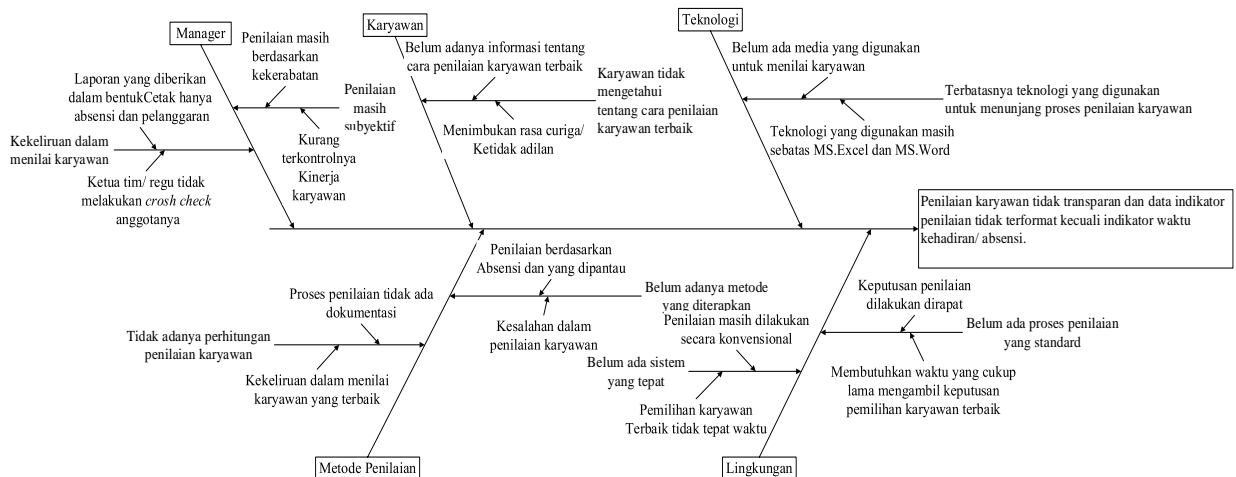 Manager
Penilaian masih
berdasarkan
kekerabatan
Laporan yang diberikan
dalam bentukCetak hanya
absensi dan pelanggaran
Penilaian
masih
subyektif
Kekeliruan dalam
menilai karyawan
Kurang
terkontrolnya
Kinerja
karyawan
Ketua tim/ regu tidak
melakukan crosh check
anggotanya
Karyawan
Belum adanya informasi tentang
cara penilaian karyawan terbaik
Karyawan tidak
mengetahui
tentang cara penilaian
karyawan terbaik
Menimbukan rasa curiga/
Ketidak adilan
Teknologi
Belum ada media yang digunakan
untuk menilai karyawan
Terbatasnya teknologi yang digunakan
untuk menunjang proses penilaian karyawan
Teknologi yang digunakan masih
sebatas MS.Excel dan MS.Word
Penilaian karyawan tidak transparan dan data indikator
penilaian tidak terformat kecuali indikator waktu
kehadiran/ absensi.
Penilaian berdasarkan
Absensi dan yang dipantau
Belum adanya metode
yang diterapkan
Kesalahan dalam
penilaian karyawan
Proses penilaian tidak ada
dokumentasi
Tidak adanya perhitungan
penilaian karyawan
Kekeliruan dalam menilai
karyawan yang terbaik
Metode Penilaian
Keputusan penilaian
dilakukan dirapat
Belum ada proses penilaian
yang standard
Membutuhkan waktu yang cukup
lama mengambil keputusan
pemilihan karyawan terbaik
Penilaian masih dilakukan
secara konvensional
Belum ada sistem
yang tepat
Pemilihan karyawan
Terbaik tidak tepat waktu
Lingkungan